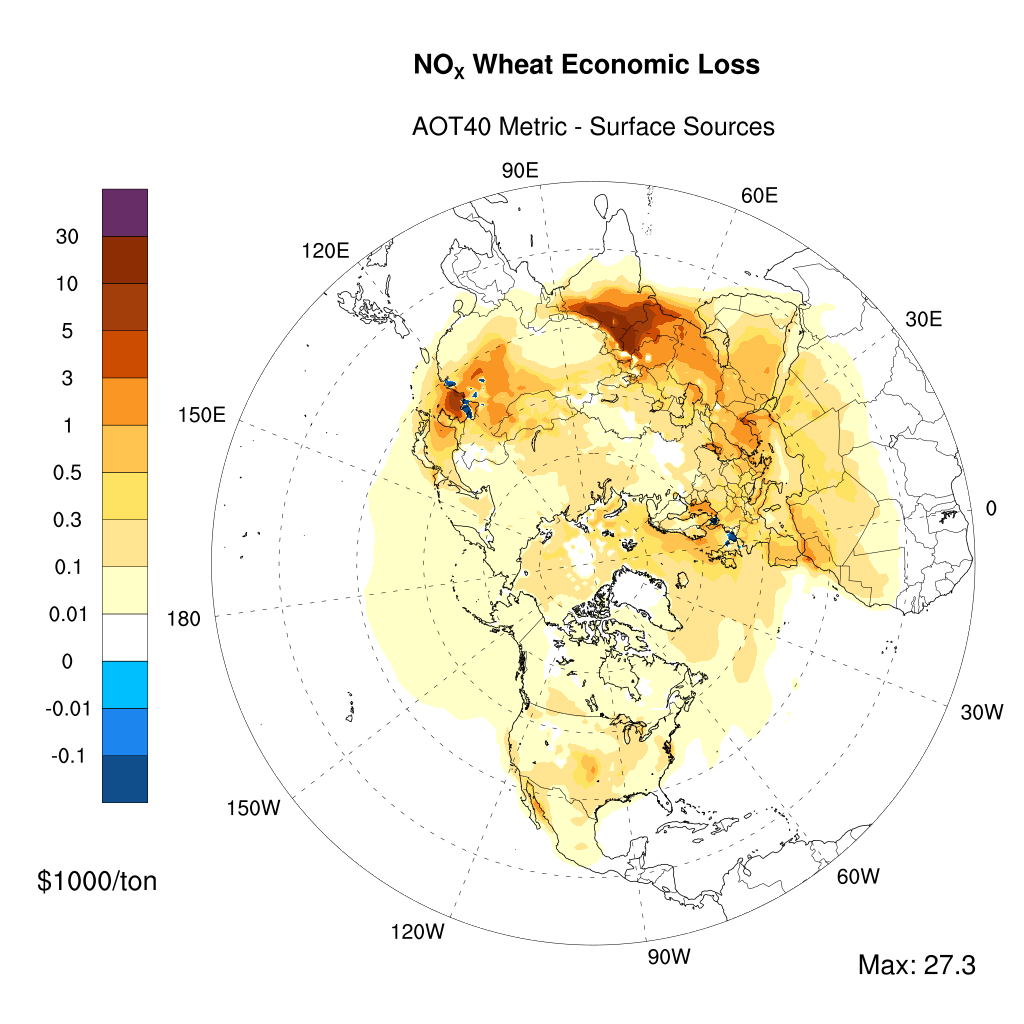 NOX Wheat Economic Loss
AOT40 Metric - Surface Sources
90E
60E
120E
30E
150E
0
180
30W
150W
60W
120W
90W
30
10
5
3
1
0.5
0.3
0.1
0.01
0
-0.01
-0.1
$1000/ton
Max: 27.3